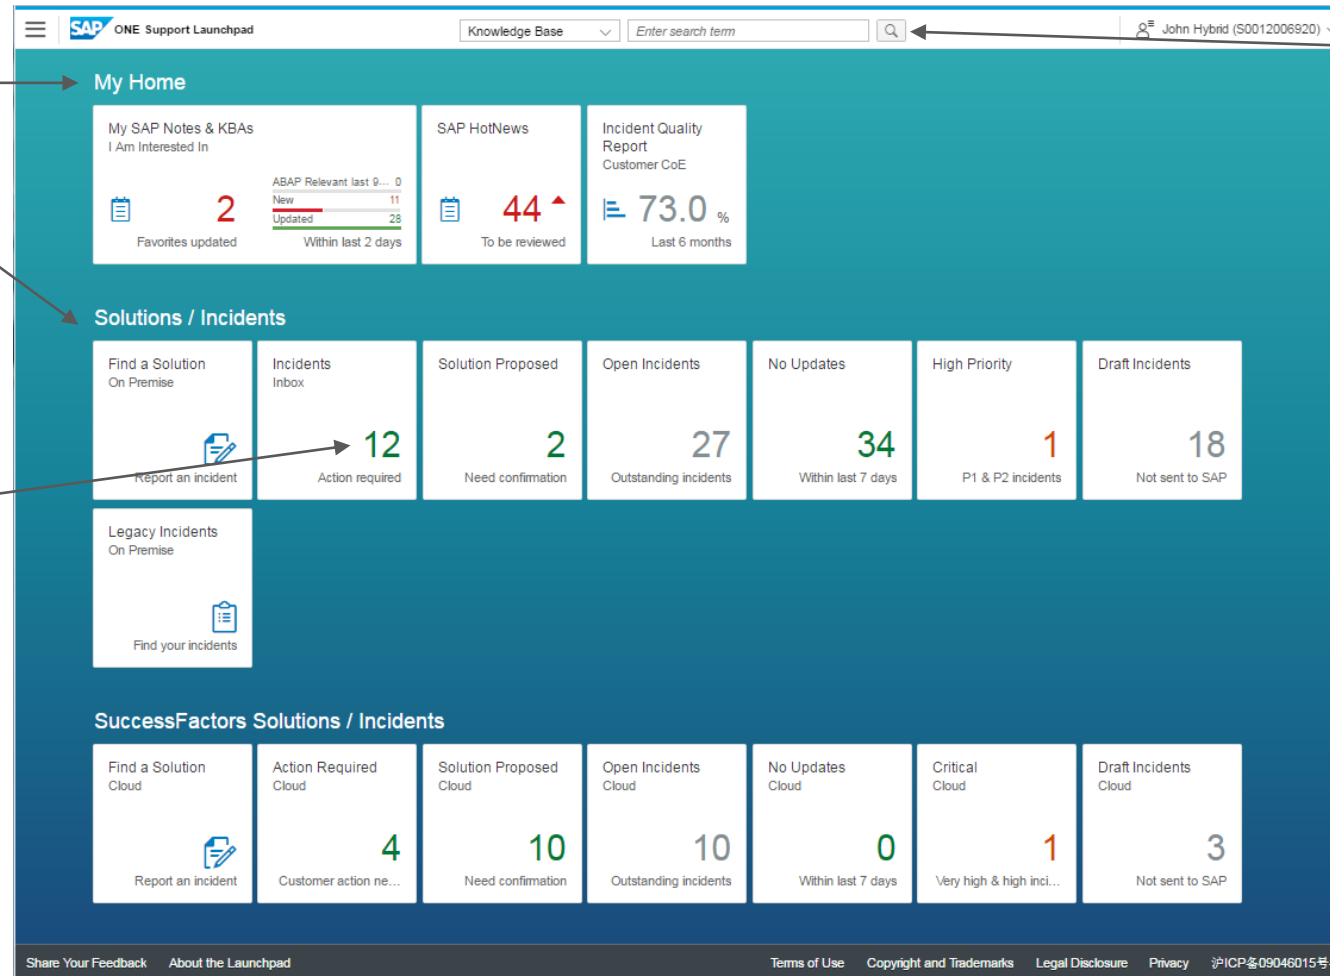 SAP ONE Support Launchpad
Knowledge Base
Enter search term
John Hybrid (S0012006920)
My Home
My SAP Notes & KBAs
I Am Interested In
2
Favorites updated
ABAP Relevant last 9... 0
New 11
Updated 28
Within last 2 days
SAP HotNews
44
To be reviewed
Incident Quality
Report
Customer CoE
73.0 %
Last 6 months
Solutions / Incidents
Find a Solution
On Premise
Report an incident
Incidents
Inbox
12
Action required
Solution Proposed
2
Need confirmation
Open Incidents
27
Outstanding incidents
No Updates
34
Within last 7 days
High Priority
1
P1 & P2 incidents
Draft Incidents
18
Not sent to SAP
Legacy Incidents
On Premise
Find your incidents
SuccessFactors Solutions / Incidents
Find a Solution
Cloud
Report an incident
Action Required
Cloud
4
Customer action ne...
Solution Proposed
Cloud
10
Need confirmation
Open Incidents
Cloud
10
Outstanding incidents
No Updates
Cloud
0
Within last 7 days
Critical
Cloud
1
Very high & high inci...
Draft Incidents
Cloud
3
Not sent to SAP
Share Your Feedback About the Launchpad Terms of Use Copyright and Trademarks Legal Disclosure Privacy 沪ICP备09046015号